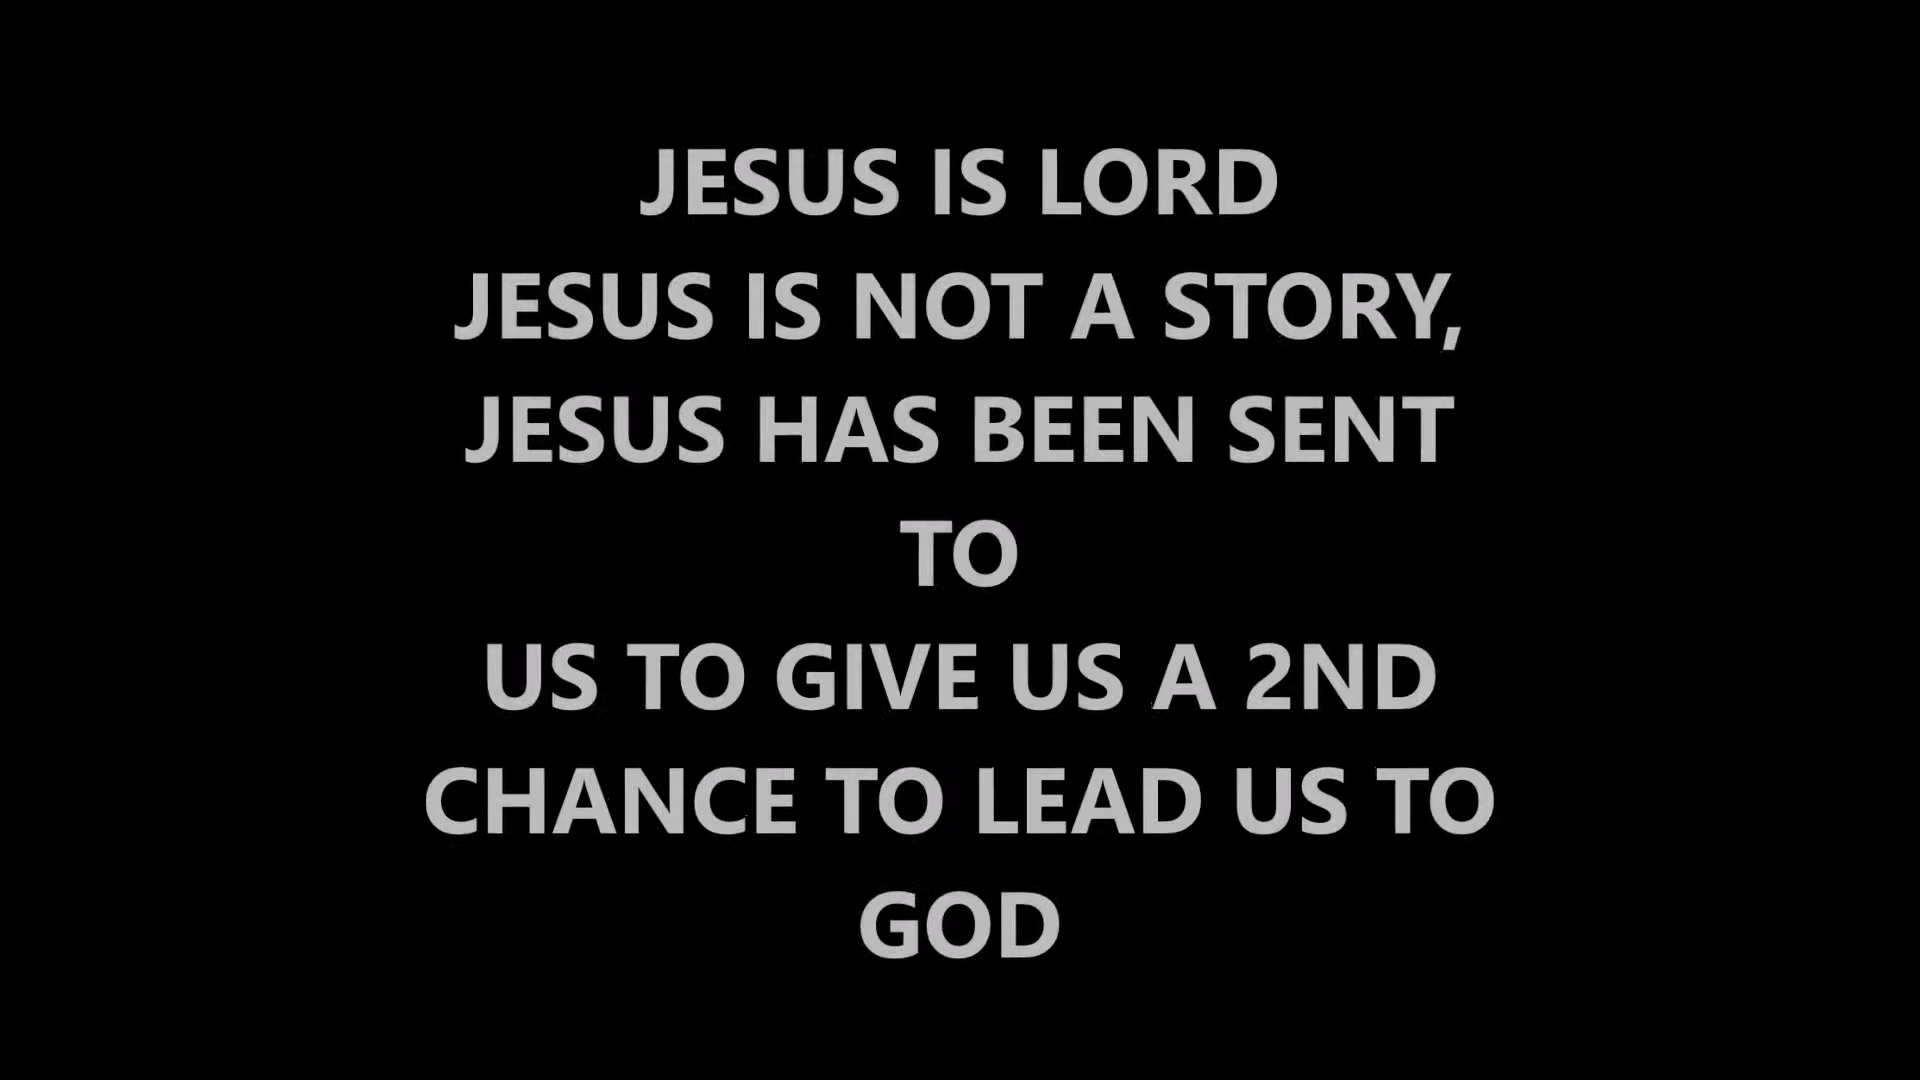 JESUS IS LORD
JESUS IS NOT A STORY,
JESUS HAS BEEN SENT
TO
US TO GIVE US A 2ND
CHANCE TO LEAD US TO
GOD